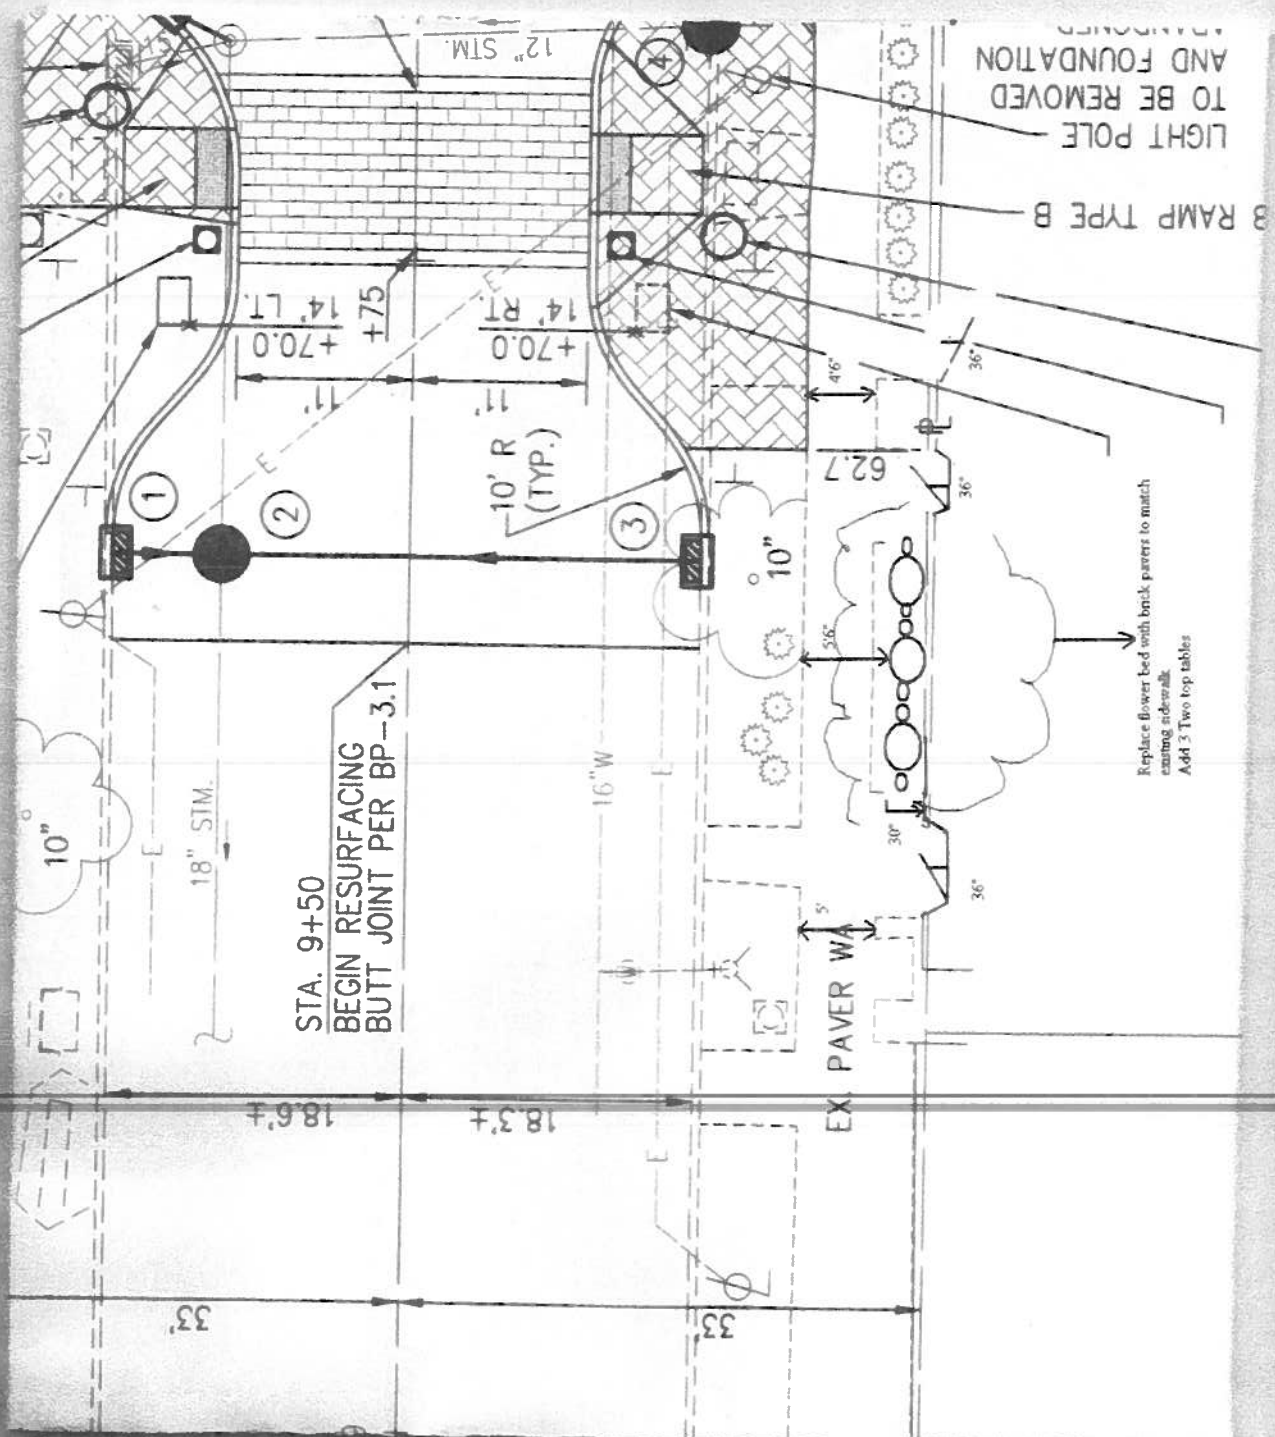 12" STM.
4
ABANDONED
AND FOUNDATION
TO BE REMOVED
LIGHT POLE
B RAMP TYPE B
14' LT.
+70.0
+75
14' RT.
+70.0
E
11'
11'
10' R
(TYP.)
E
1
2
3
4'6"
36"
62.7
36"
10"
5'6"
Replace flower bed with brick pavers to match
existing sidewalk
Add 3 Two top tables
10"
E
18" STM.
STA. 9+50
BEGIN RESURFACING
BUTT JOINT PER BP-3.1
16"W
E
30"
36"
5'
EX. PAVER WA
18.6'±
18.3'±
E
33'
33'